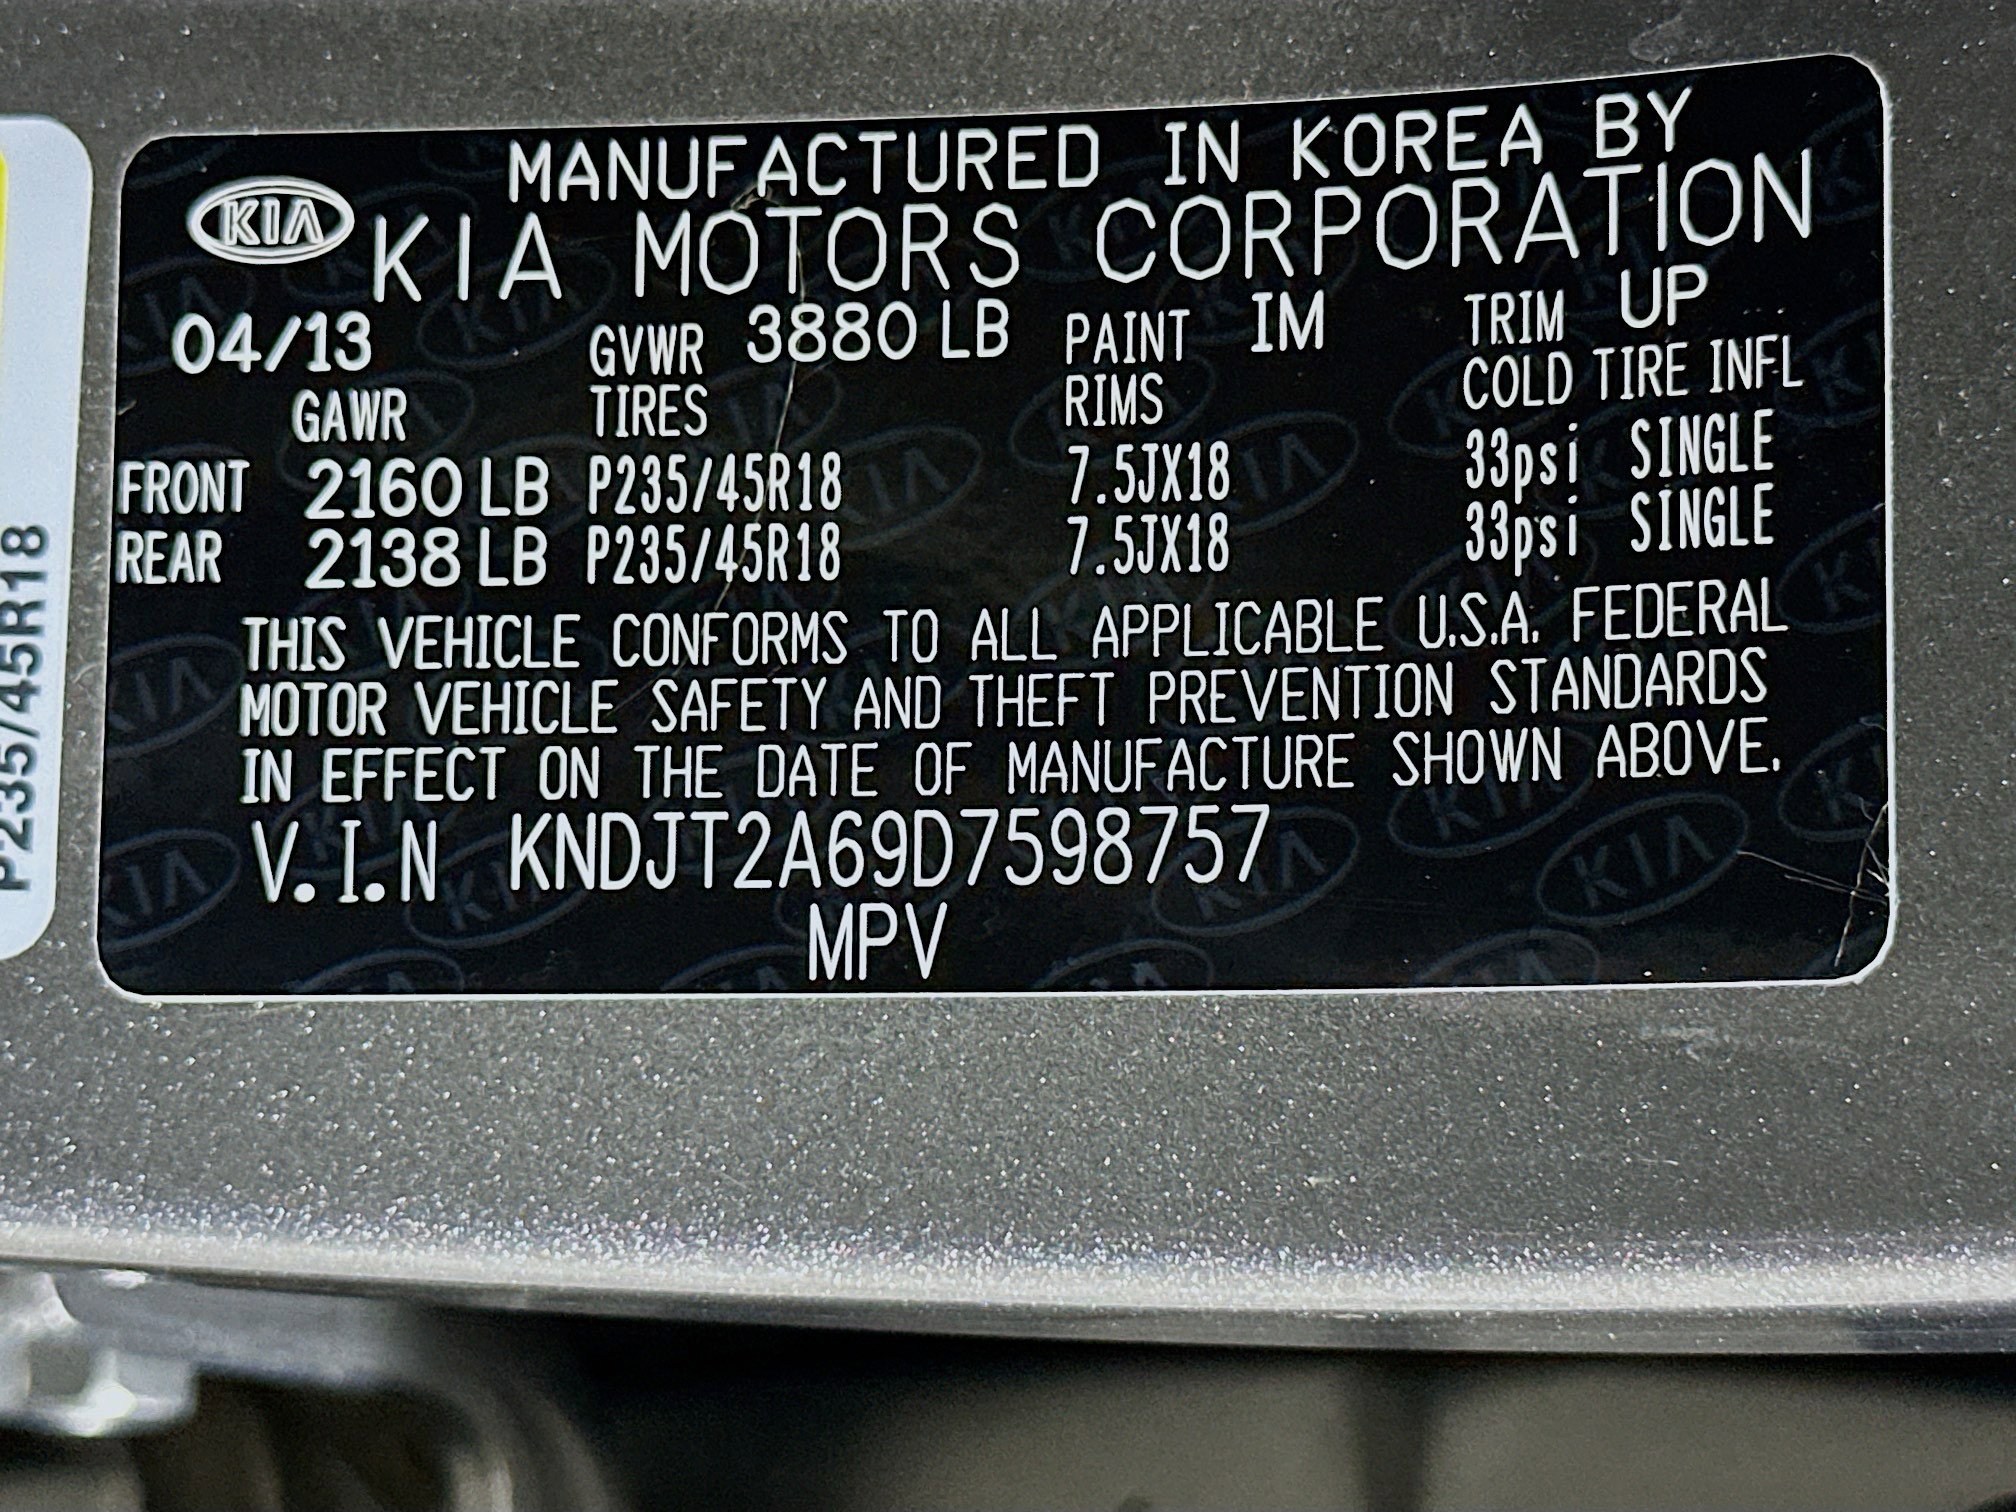 P235/45R18
MANUFACTURED IN KOREA BY
KIA KIA MOTORS CORPORATION
04/13 GVWR 3880 LB PAINT IM TRIM UP
GAWR TIRES RIMS COLD TIRE INFL
FRONT 2160 LB P235/45R18 7.5JX18 33psi SINGLE
REAR 2138 LB P235/45R18 7.5JX18 33psi SINGLE
THIS VEHICLE CONFORMS TO ALL APPLICABLE U.S.A. FEDERAL
MOTOR VEHICLE SAFETY AND THEFT PREVENTION STANDARDS
IN EFFECT ON THE DATE OF MANUFACTURE SHOWN ABOVE.
V.I.N KNDJT2A69D7598757
MPV